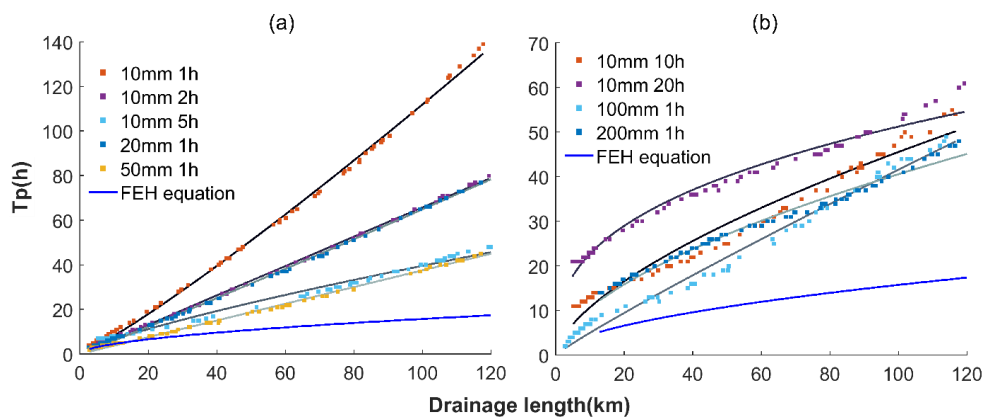 (a)
140
120
100
80
60
40
20
0
0
20
40
60
80
100
120
Tp(h)
10mm 1h
10mm 2h
10mm 5h
20mm 1h
50mm 1h
FEH equation
(b)
70
60
50
40
30
20
10
0
0
20
40
60
80
100
120
10mm 10h
10mm 20h
100mm 1h
200mm 1h
FEH equation
Drainage length(km)